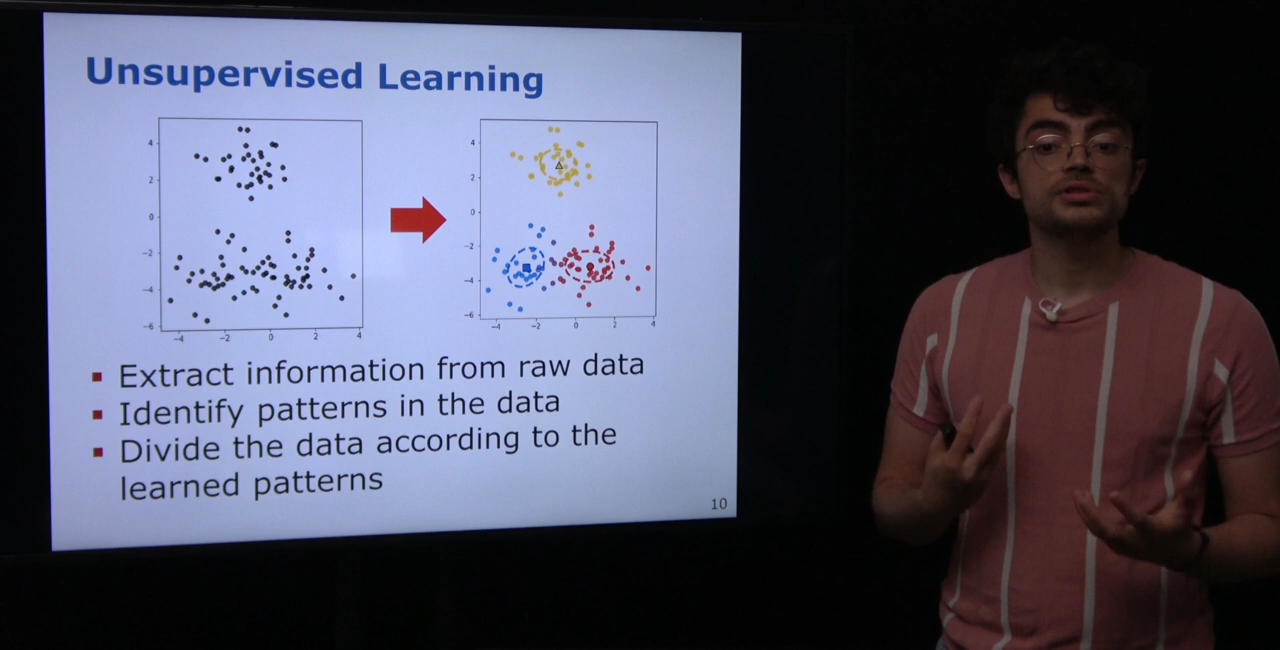 Unsupervised Learning
4
2
0
−2
−4
−6
−4 −2 0 2 4
4
2
0
−2
−4
−6
−4 −2 0 2 4
Extract information from raw data
Identify patterns in the data
Divide the data according to the
learned patterns
10